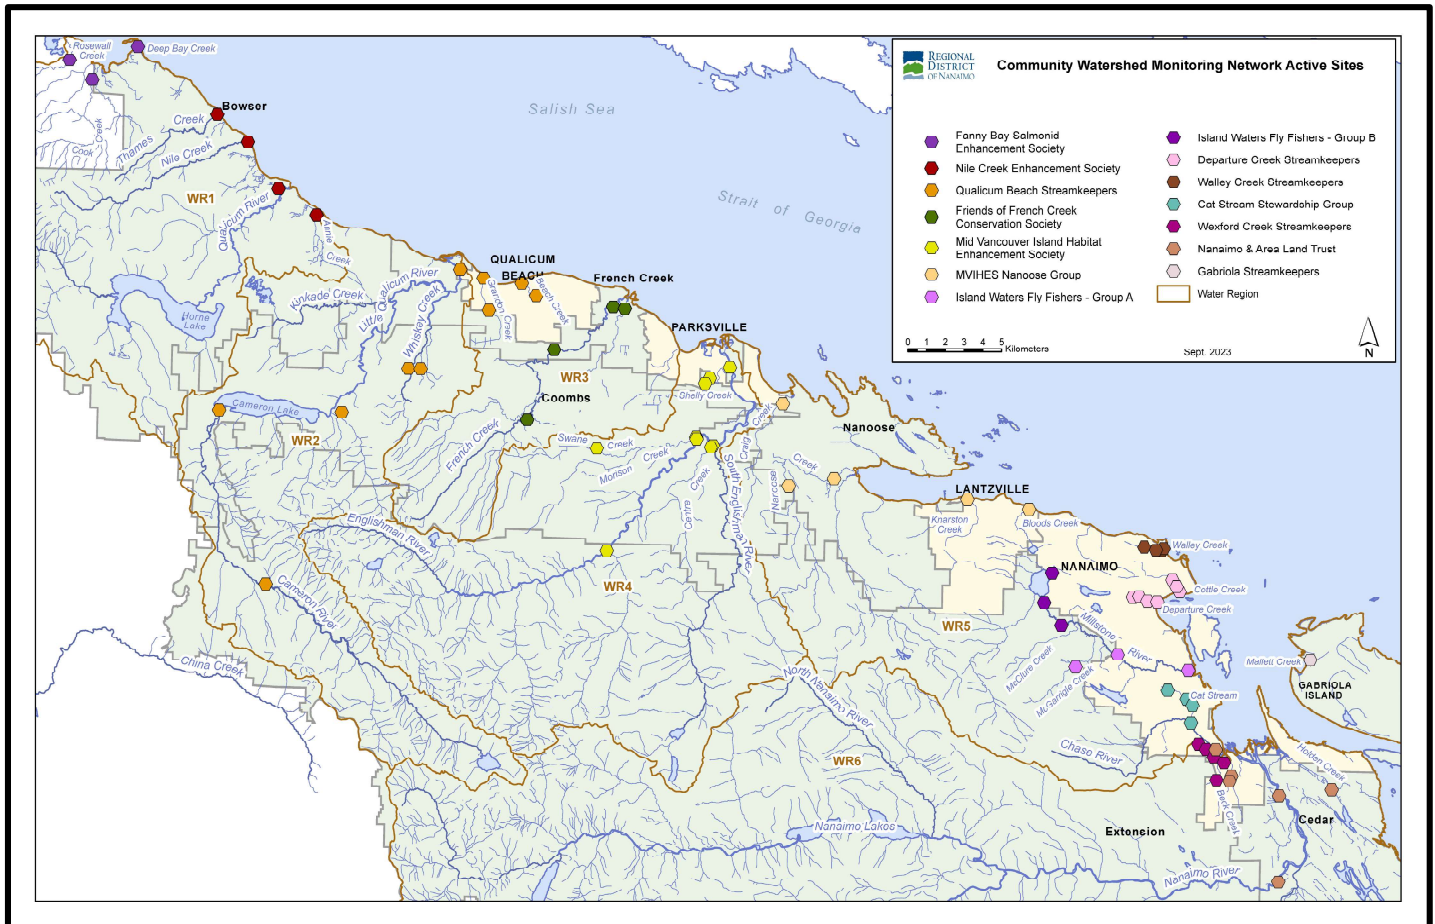 REGIONAL
DISTRICT
OF NANAIMO
Community Watershed Monitoring Network Active Sites
Fanny Bay Salmonid
Enhancement Society
Nile Creek Enhancement Society
Qualicum Beach Streamkeepers
Friends of French Creek
Conservation Society
Mid Vancouver Island Habitat
Enhancement Society
MVIHES Nanoose Group
Island Waters Fly Fishers - Group A
Island Waters Fly Fishers - Group B
Departure Creek Streamkeepers
Walley Creek Streamkeepers
Cat Stream Stewardship Group
Wexford Creek Streamkeepers
Nanaimo & Area Land Trust
Gabriola Streamkeepers
Water Region
0 1 2 3 4 5 Kilometers
Sept. 2023
N
Rosewall
Creek
Deep Bay Creek
Bowser
Creek
Thames
Cook Creek
Nile Creek
Salish Sea
WR1
Qualicum River
Annie
Creek
Strait of Georgia
QUALICUM
BEACH
French Creek
Little Qualicum River
Kinkade Creek
Whiskey Creek
Grandon Creek
Beach Creek
Horne
Lake
PARKSVILLE
WR3
Coombs
Shelly Creek
Cameron Lake
WR2
French Creek
Swane Creek
Morison Creek
Craig Creek
Nanoose
Nanoose Creek
Centre Creek
South Englishman River
LANTZVILLE
Knarston
Creek
Bloods Creek
Englishman River
Walley Creek
NANAIMO
WR4
Cottle Creek
Departure Creek
Cameron River
WR5
Millstone River
McClure Creek
McGarrigle Creek
China Creek
Mallett Creek
GABRIOLA
ISLAND
North Nanaimo River
Cat Stream
Chase River
WR6
Holden Creek
Beck Creek
Nanaimo Lakes
Extension
Cedar
Nanaimo River